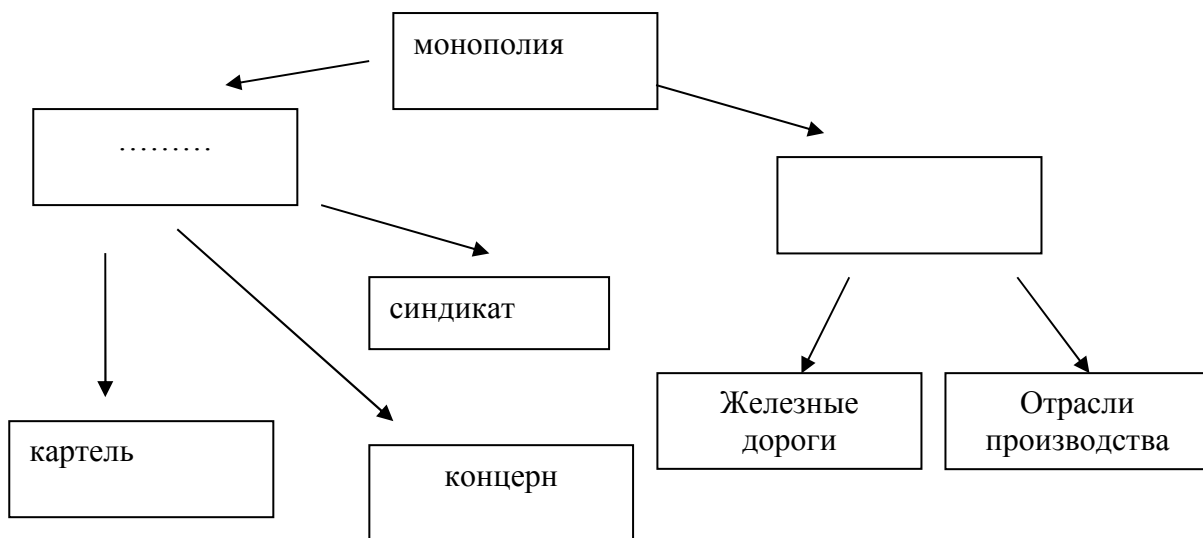 монополия
.........
синдикат
Железные
дороги
Отрасли
производства
картель
концерн